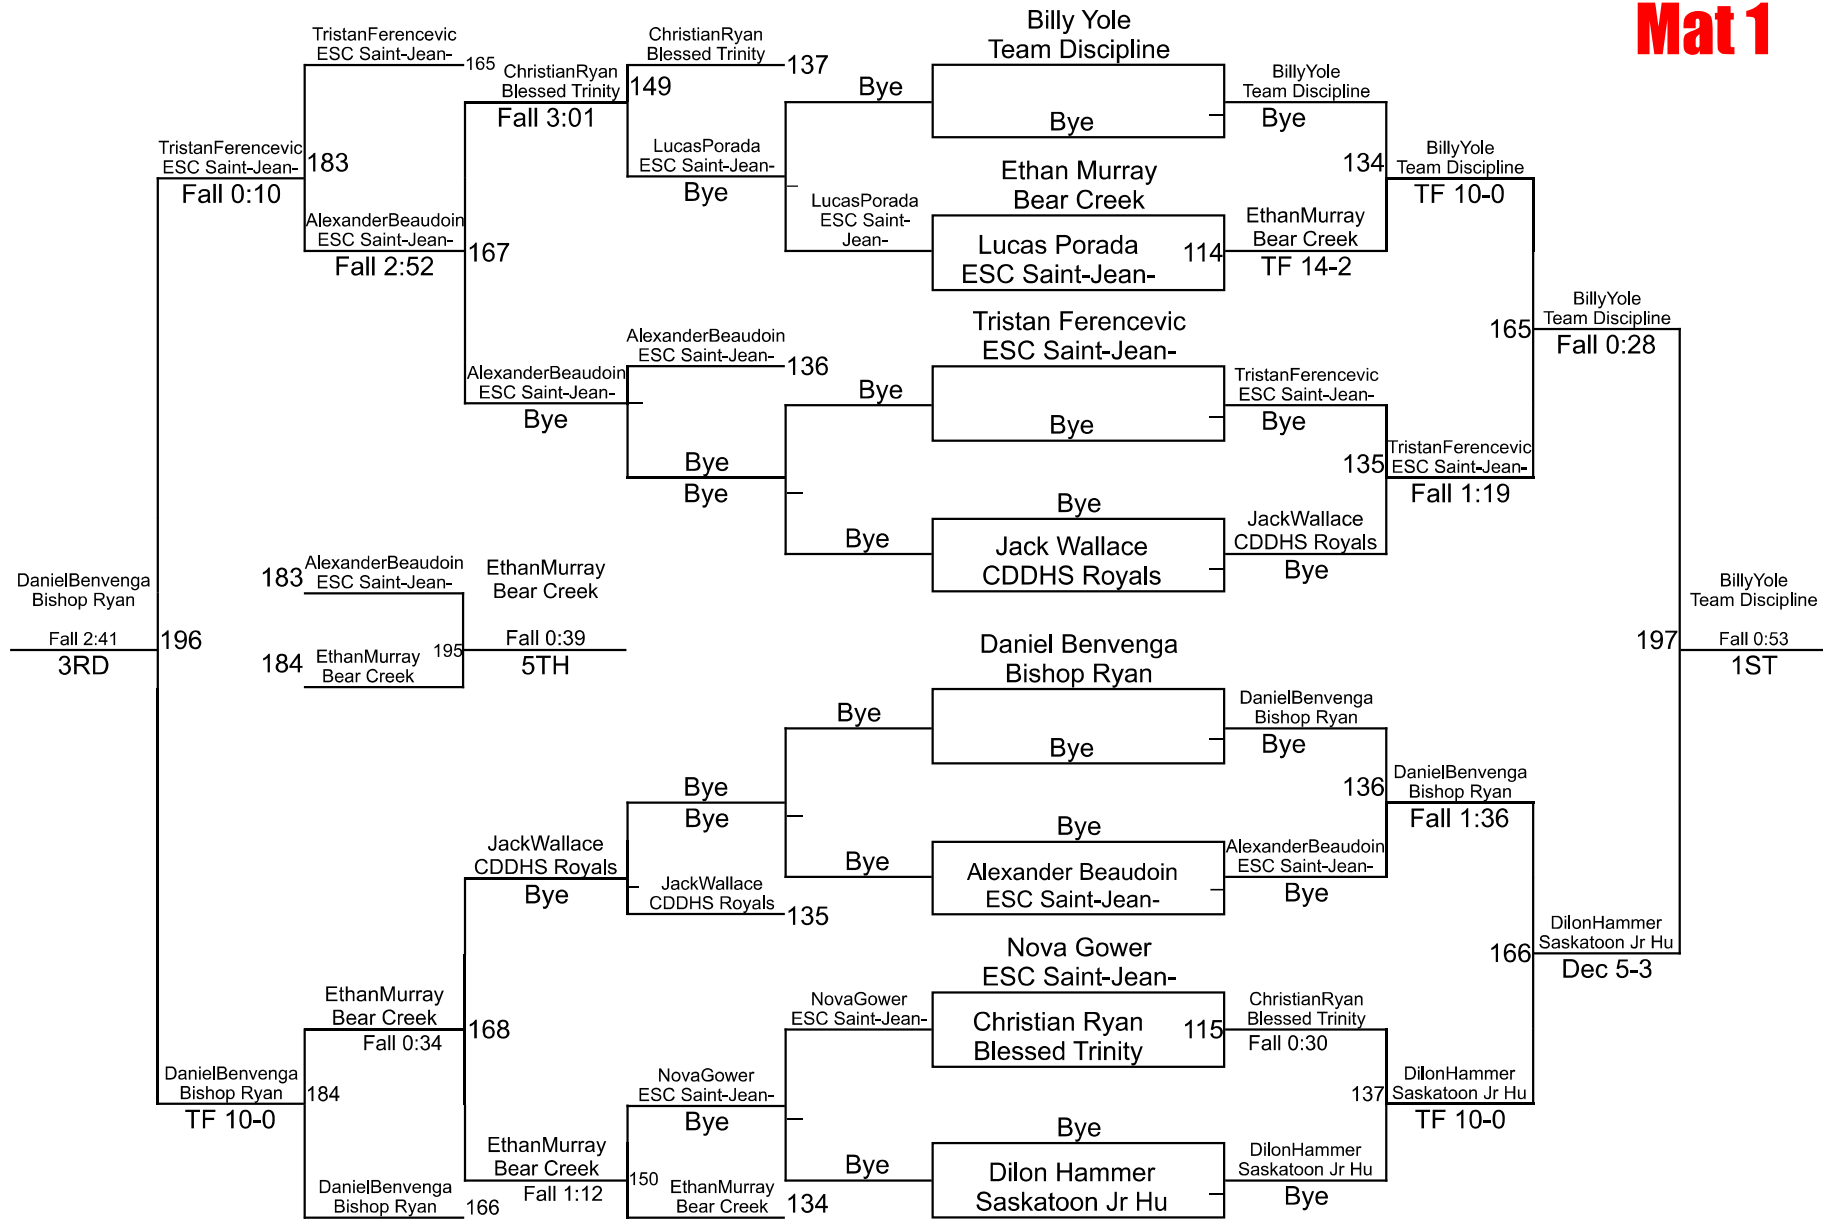 Mat 1
Billy Yole
Team Discipline
TristanFerencevic
ESC Saint-Jean-
165
ChristianRyan
Blessed Trinity
137
ChristianRyan
Blessed Trinity
149
Fall 3:01
Bye
Bye
BillyYole
Team Discipline
Bye
TristanFerencevic
ESC Saint-Jean-
183
Fall 0:10
LucasPorada
ESC Saint-Jean-
Bye
Ethan Murray
Bear Creek
134
BillyYole
Team Discipline
TF 10-0
LucasPorada
ESC Saint-
Jean-
Lucas Porada
ESC Saint-Jean-
114
EthanMurray
Bear Creek
TF 14-2
AlexanderBeaudoin
ESC Saint-Jean-
167
Fall 2:52
Tristan Ferencevic
ESC Saint-Jean-
165
BillyYole
Team Discipline
Fall 0:28
AlexanderBeaudoin
ESC Saint-Jean-
136
AlexanderBeaudoin
ESC Saint-Jean-
Bye
Bye
Bye
TristanFerencevic
ESC Saint-Jean-
Bye
Bye
Bye
135
TristanFerencevic
ESC Saint-Jean-
Fall 1:19
Bye
Bye
Jack Wallace
CDDHS Royals
JackWallace
CDDHS Royals
Bye
DanielBenvenga
Bishop Ryan
Fall 2:41
3RD
196
183
AlexanderBeaudoin
ESC Saint-Jean-
184
EthanMurray
Bear Creek
195
EthanMurray
Bear Creek
Fall 0:39
5TH
197
BillyYole
Team Discipline
Fall 0:53
1ST
Daniel Benvenga
Bishop Ryan
Bye
Bye
DanielBenvenga
Bishop Ryan
Bye
Bye
Bye
136
DanielBenvenga
Bishop Ryan
Fall 1:36
Bye
Bye
Alexander Beaudoin
ESC Saint-Jean-
AlexanderBeaudoin
ESC Saint-Jean-
Bye
JackWallace
CDDHS Royals
Bye
JackWallace
CDDHS Royals
135
Nova Gower
ESC Saint-Jean-
166
DilonHammer
Saskatoon Jr Hu
Dec 5-3
EthanMurray
Bear Creek
Fall 0:34
168
NovaGower
ESC Saint-Jean-
Christian Ryan
Blessed Trinity
115
ChristianRyan
Blessed Trinity
Fall 0:30
DanielBenvenga
Bishop Ryan
TF 10-0
184
NovaGower
ESC Saint-Jean-
Bye
137
DilonHammer
Saskatoon Jr Hu
TF 10-0
EthanMurray
Bear Creek
Fall 1:12
150
Bye
Bye
Dilon Hammer
Saskatoon Jr Hu
DilonHammer
Saskatoon Jr Hu
Bye
DanielBenvenga
Bishop Ryan
166
EthanMurray
Bear Creek
134